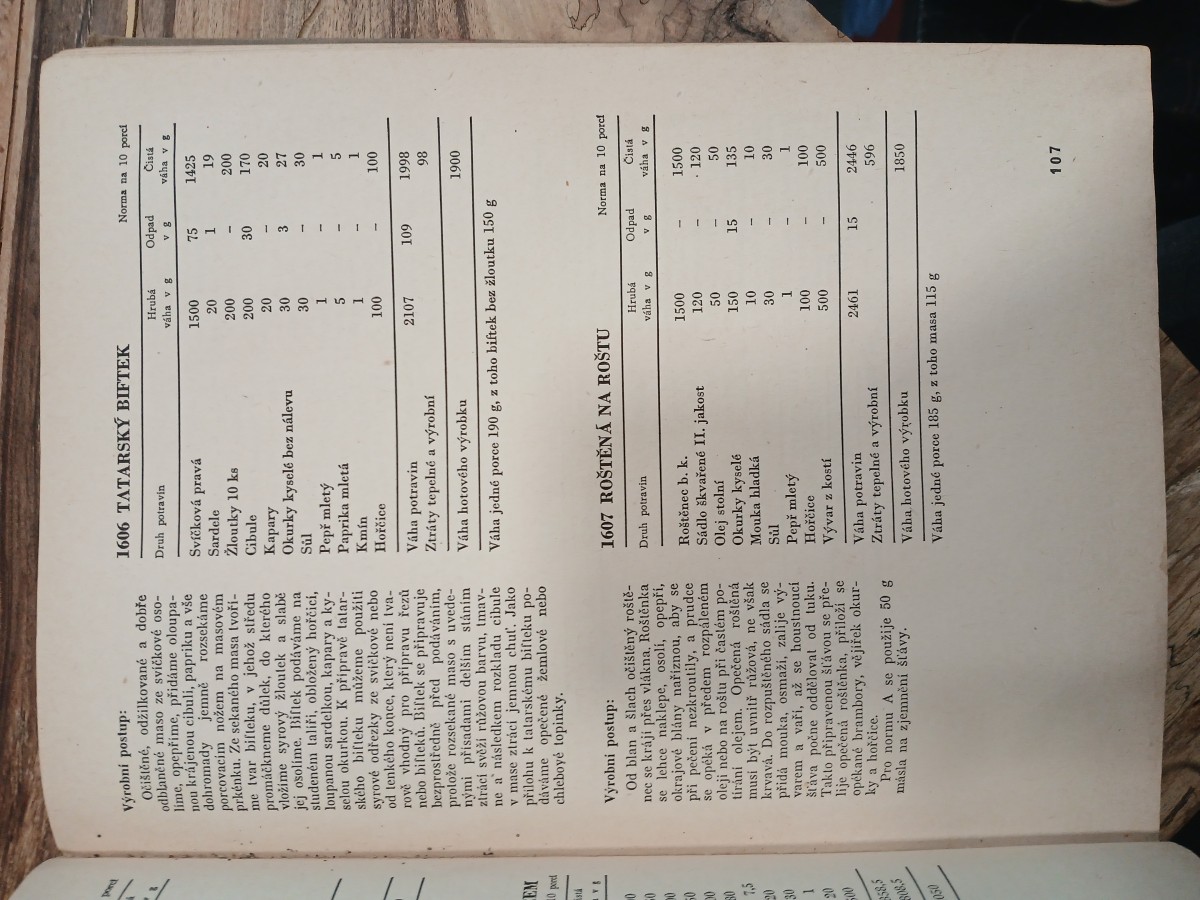 Výrobní postup:
Očištěné, odžilkované a dobře
odblaněné maso ze svíčkové oso-
líme, opepříme, přidáme oloupa-
nou krájenou cibuli, papriku a vše
dohromady jemně rozsekáme
porcovacím nožem na masovém
prkénku. Ze sekaného masa tvoří-
me tvar bifteku, v jehož středu
promáčkneme důlek, do kterého
vložíme syrový žloutek a slabě
jej osolíme. Biftek podáváme na
studeném talíři, obložený hořčicí,
loupanou sardelkou, kapary a ky-
selou okurkou. K přípravě tatar-
ského bifteku můžeme použíti
syrové odřezky ze svíčkové nebo
od tenkého konce, který není tva-
rově vhodný pro přípravu řezů
nebo bifteků. Biftek se připravuje
bezprostředně před podáváním,
protože rozsekané maso s uvede-
nými přísadami delším stáním
ztrácí svěží růžovou barvu, tmav-
ne a následkem rozkladu cibule
v mase ztrácí jemnou chuť. Jako
přílohu k tatarskému bifteku po-
dáváme opečené žemlové nebo
chlebové topinky.
1606 TATARSKÝ BIFTEK Norma na 10 porcí
Druh potravin Hrubá váha v g Odpad v g Čistá váha v g
Svíčková pravá 1500 75 1425
Sardele 20 1 19
Žloutky 10 ks 200 – 200
Cibule 200 30 170
Kapary 20 – 20
Okurky kyselé bez nálevu 30 3 27
Sůl 30 – 30
Pepř mletý 1 – 1
Paprika mletá 5 – 5
Kmín 1 – 1
Hořčice 100 – 100
Váha potravin 2107 109 1998
Ztráty tepelné a výrobní 98
Váha hotového výrobku 1900
Váha jedné porce 190 g, z toho biftek bez žloutku 150 g
Výrobní postup:
Od blan a šlach očištěný roště-
nec se krájí přes vlákna. Roštěnka
se lehce naklepe, osolí, opepří,
okrajové blány naříznou, aby se
při pečení nezkroutily, a prudce
se opéká v předem rozpáleném
oleji nebo na roštu při častém po-
tírání olejem. Opečená roštěná
musí být uvnitř růžová, ne však
krvavá. Do rozpuštěného sádla se
přidá mouka, osmaží, zalije vý-
varem a vaří, až se houstnoucí
šťáva počne oddělovat od tuku.
Takto připravenou šťávou se pře-
lije opečená roštěnka, přiloží se
opékané brambory, vějířek okur-
ky a hořčice.
Pro normu A se použije 50 g
másla na zjemnění šťávy.
1607 ROŠTĚNÁ NA ROŠTU Norma na 10 porcí
Druh potravin Hrubá váha v g Odpad v g Čistá váha v g
Roštěnec b. k. 1500 – 1500
Sádlo škvařené II. jakost 120 – 120
Olej stolní 50 – 50
Okurky kyselé 150 15 135
Mouka hladká 10 – 10
Sůl 30 – 30
Pepř mletý 1 – 1
Hořčice 100 – 100
Vývar z kostí 500 – 500
Váha potravin 2461 15 2446
Ztráty tepelné a výrobní 596
Váha hotového výrobku 1850
Váha jedné porce 185 g, z toho masa 115 g
107